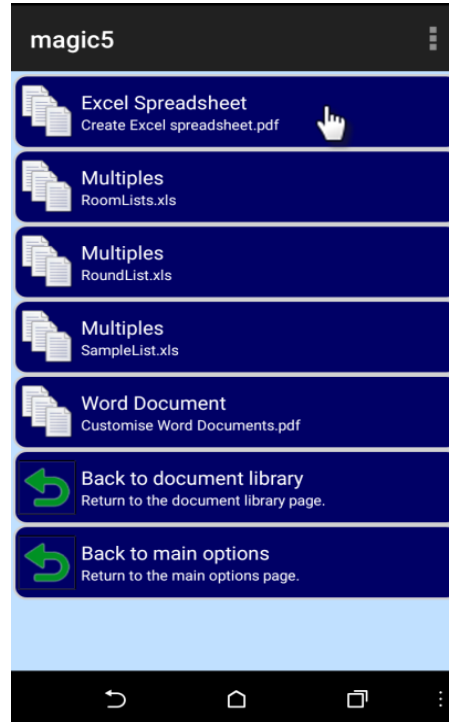 magic5
Excel Spreadsheet
Create Excel spreadsheet.pdf
Multiples
RoomLists.xls
Multiples
RoundList.xls
Multiples
SampleList.xls
Word Document
Customise Word Documents.pdf
Back to document library
Return to the document library page.
Back to main options
Return to the main options page.